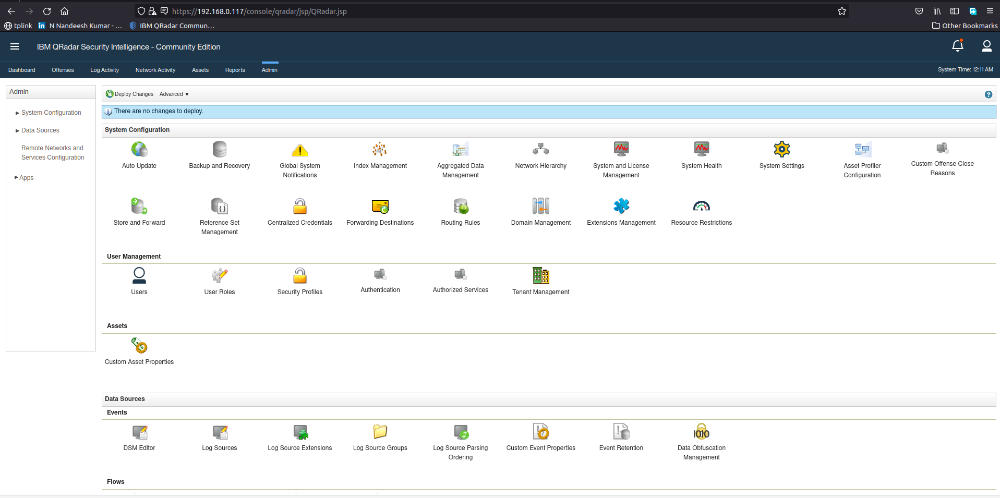 https://192.168.0.117/console/qradar/jsp/QRadar.jsp
tplink
in N Nandeesh Kumar - ...
IBM QRadar Commun...
Other Bookmarks
IBM QRadar Security Intelligence - Community Edition
Dashboard Offenses Log Activity Network Activity Assets Reports Admin
System Time: 12:11 AM
Admin
System Configuration
Data Sources
Remote Networks and
Services Configuration
Apps
Deploy Changes Advanced ▼
?
i There are no changes to deploy.
System Configuration
Auto Update
Backup and Recovery
Global System
Notifications
Index Management
Aggregated Data
Management
Network Hierarchy
System and License
Management
System Health
System Settings
Asset Profiler
Configuration
Custom Offense Close
Reasons
Store and Forward
{ }
Reference Set
Management
Centralized Credentials
Forwarding Destinations
Routing Rules
Domain Management
Extensions Management
Resource Restrictions
User Management
Users
User Roles
Security Profiles
Authentication
Authorized Services
Tenant Management
Assets
Custom Asset Properties
Data Sources
Events
DSM Editor
Log Sources
Log Source Extensions
Log Source Groups
Log Source Parsing
Ordering
Custom Event Properties
Event Retention
IOIO
Data Obfuscation
Management
Flows